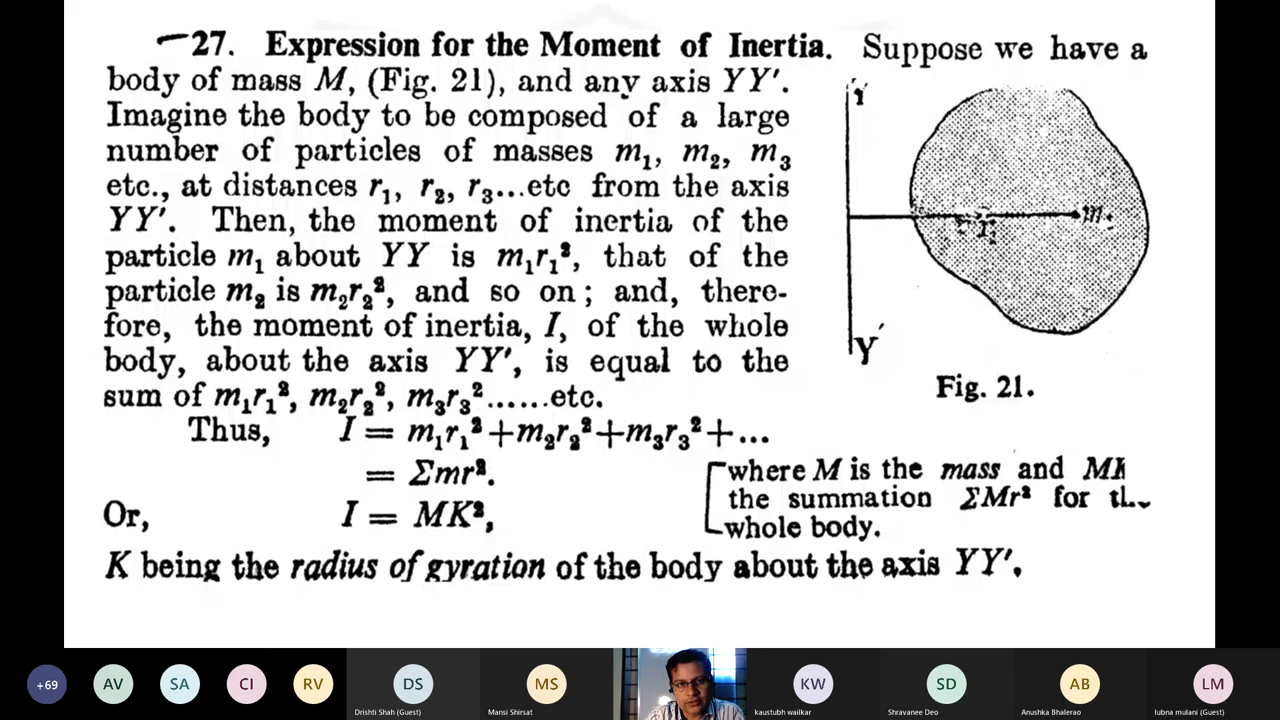 27. Expression for the Moment of Inertia. Suppose we have a
body of mass M, (Fig. 21), and any axis YY′.
Imagine the body to be composed of a large
number of particles of masses m₁, m₂, m₃
etc., at distances r₁, r₂, r₃...etc from the axis
YY′. Then, the moment of inertia of the
particle m₁ about YY is m₁r₁², that of the
particle m₂ is m₂r₂², and so on; and, there-
fore, the moment of inertia, I, of the whole
body, about the axis YY′, is equal to the
sum of m₁r₁², m₂r₂², m₃r₃²......etc.
Thus, I = m₁r₁²+m₂r₂²+m₃r₃²+...
= Σmr².
Or, I = MK²,
where M is the mass and
the summation ΣMr² for
whole body.
K being the radius of gyration of the body about the axis YY′.
Y′
Fig. 21.
+69
AV
SA
CI
RV
DS
Drishti Shah (Guest)
MS
Mansi Shirsat
KW
kaustubh wailkar
SD
Shravanee Deo
AB
Anushka Bhalerao
LM
lubna mulani (Guest)